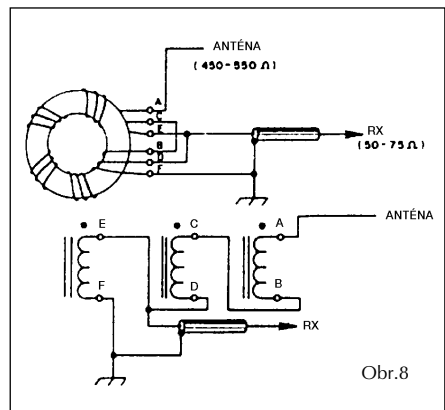 ANTÉNA
(450-550 Ω)
A
C
E
B
D
F
RX
(50-75 Ω)
E C A
ANTÉNA
F D B
RX
Obr.8